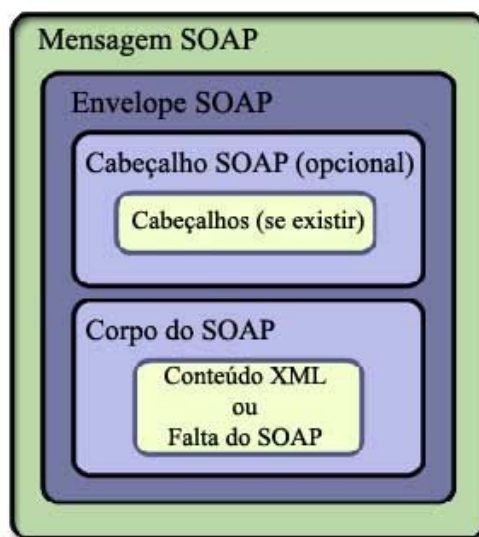 Mensagem SOAP
Envelope SOAP
Cabeçalho SOAP (opcional)
Cabeçalhos (se existir)
Corpo do SOAP
Conteúdo XML
ou
Falta do SOAP